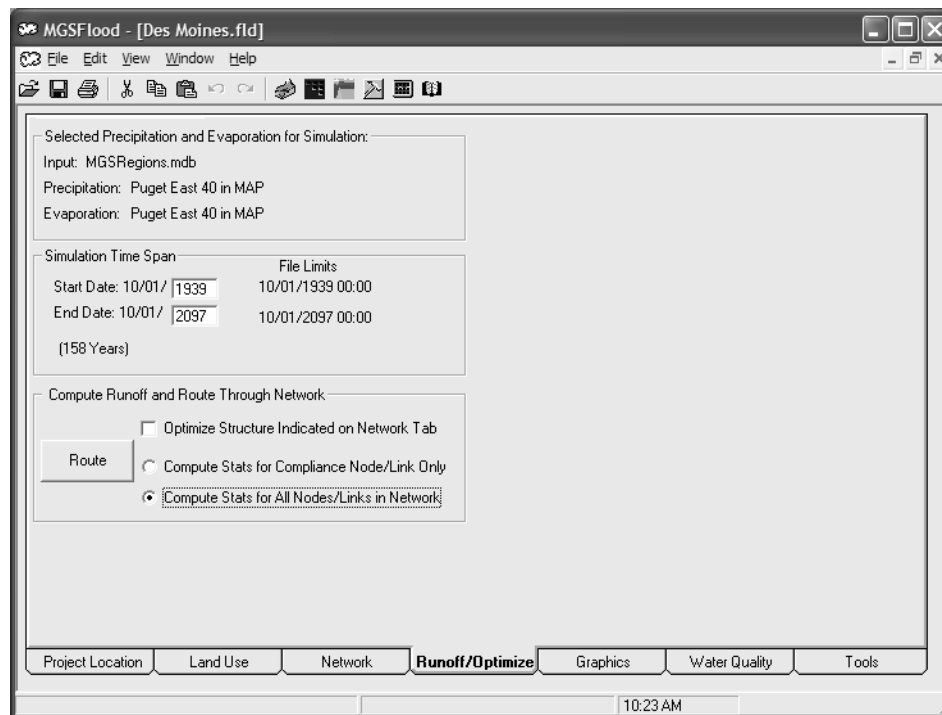 MGSFlood - [Des Moines.fld]
File Edit View Window Help
Selected Precipitation and Evaporation for Simulation:
Input: MGSRegions.mdb
Precipitation: Puget East 40 in MAP
Evaporation: Puget East 40 in MAP
Simulation Time Span
File Limits
Start Date: 10/01/ 1939 10/01/1939 00:00
End Date: 10/01/ 2097 10/01/2097 00:00
(158 Years)
Compute Runoff and Route Through Network
Optimize Structure Indicated on Network Tab
Route
Compute Stats for Compliance Node/Link Only
Compute Stats for All Nodes/Links in Network
Project Location Land Use Network Runoff/Optimize Graphics Water Quality Tools
10:23 AM